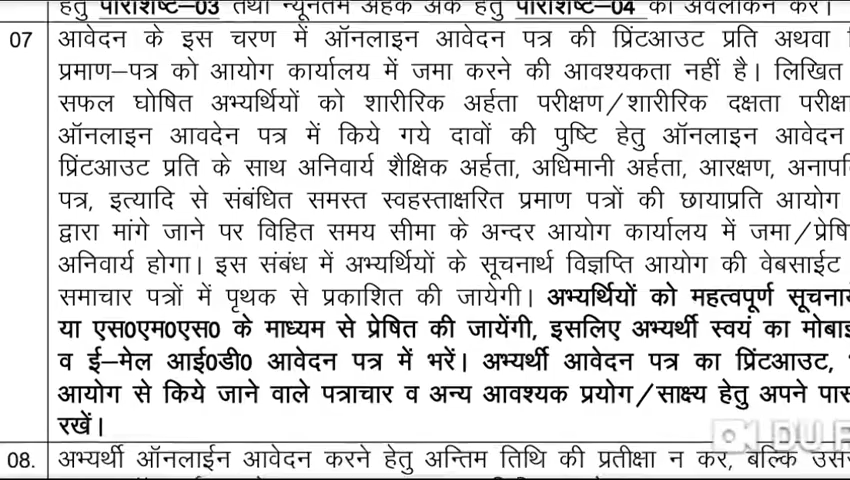 हेतु परिशिष्ट–03 तथा न्यूनतम अर्हक अंक हेतु परिशिष्ट–04 का अवलोकन करें।
07 आवेदन के इस चरण में ऑनलाइन आवेदन पत्र की प्रिंटआउट प्रति अथवा
प्रमाण–पत्र को आयोग कार्यालय में जमा करने की आवश्यकता नहीं है। लिखित
सफल घोषित अभ्यर्थियों को शारीरिक अर्हता परीक्षण/शारीरिक दक्षता परीक्षा
ऑनलाइन आवदेन पत्र में किये गये दावों की पुष्टि हेतु ऑनलाइन आवेदन
प्रिंटआउट प्रति के साथ अनिवार्य शैक्षिक अर्हता, अधिमानी अर्हता, आरक्षण, अनापत्ति
पत्र, इत्यादि से संबंधित समस्त स्वहस्ताक्षरित प्रमाण पत्रों की छायाप्रति आयोग
द्वारा मांगे जाने पर विहित समय सीमा के अन्दर आयोग कार्यालय में जमा/प्रेषि
अनिवार्य होगा। इस संबंध में अभ्यर्थियों के सूचनार्थ विज्ञप्ति आयोग की वेबसाईट
समाचार पत्रों में पृथक से प्रकाशित की जायेगी। अभ्यर्थियों को महत्वपूर्ण सूचनायें
या एस0एम0एस0 के माध्यम से प्रेषित की जायेंगी, इसलिए अभ्यर्थी स्वयं का मोबाइ
व ई–मेल आई0डी0 आवेदन पत्र में भरें। अभ्यर्थी आवेदन पत्र का प्रिंटआउट,
आयोग से किये जाने वाले पत्राचार व अन्य आवश्यक प्रयोग/साक्ष्य हेतु अपने पास
रखें।
DU
08. अभ्यर्थी ऑनलाईन आवेदन करने हेतु अन्तिम तिथि की प्रतीक्षा न कर, बल्कि उससे